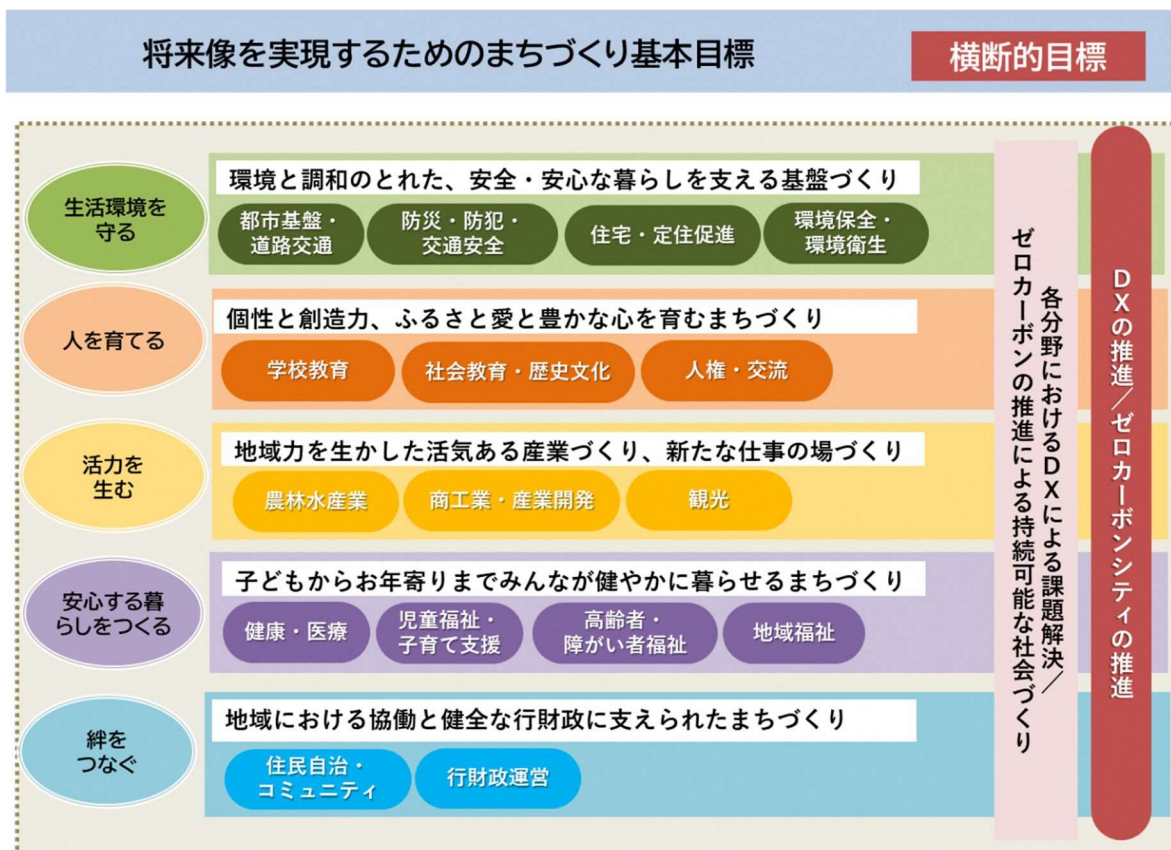 将来像を実現するためのまちづくり基本目標
横断的目標
生活環境を
守る
環境と調和のとれた、安全・安心な暮らしを支える基盤づくり
都市基盤・
道路交通
防災・防犯・
交通安全
住宅・定住促進
環境保全・
環境衛生
人を育てる
個性と創造力、ふるさと愛と豊かな心を育むまちづくり
学校教育
社会教育・歴史文化
人権・交流
活力を
生む
地域力を生かした活気ある産業づくり、新たな仕事の場づくり
農林水産業
商工業・産業開発
観光
安心する暮
らしをつくる
子どもからお年寄りまでみんなが健やかに暮らせるまちづくり
健康・医療
児童福祉・
子育て支援
高齢者・
障がい者福祉
地域福祉
絆を
つなぐ
地域における協働と健全な行財政に支えられたまちづくり
住民自治・
コミュニティ
行財政運営
各分野におけるDXによる課題解決／
ゼロカーボンの推進による持続可能な社会づくり
DXの推進／ゼロカーボンシティの推進